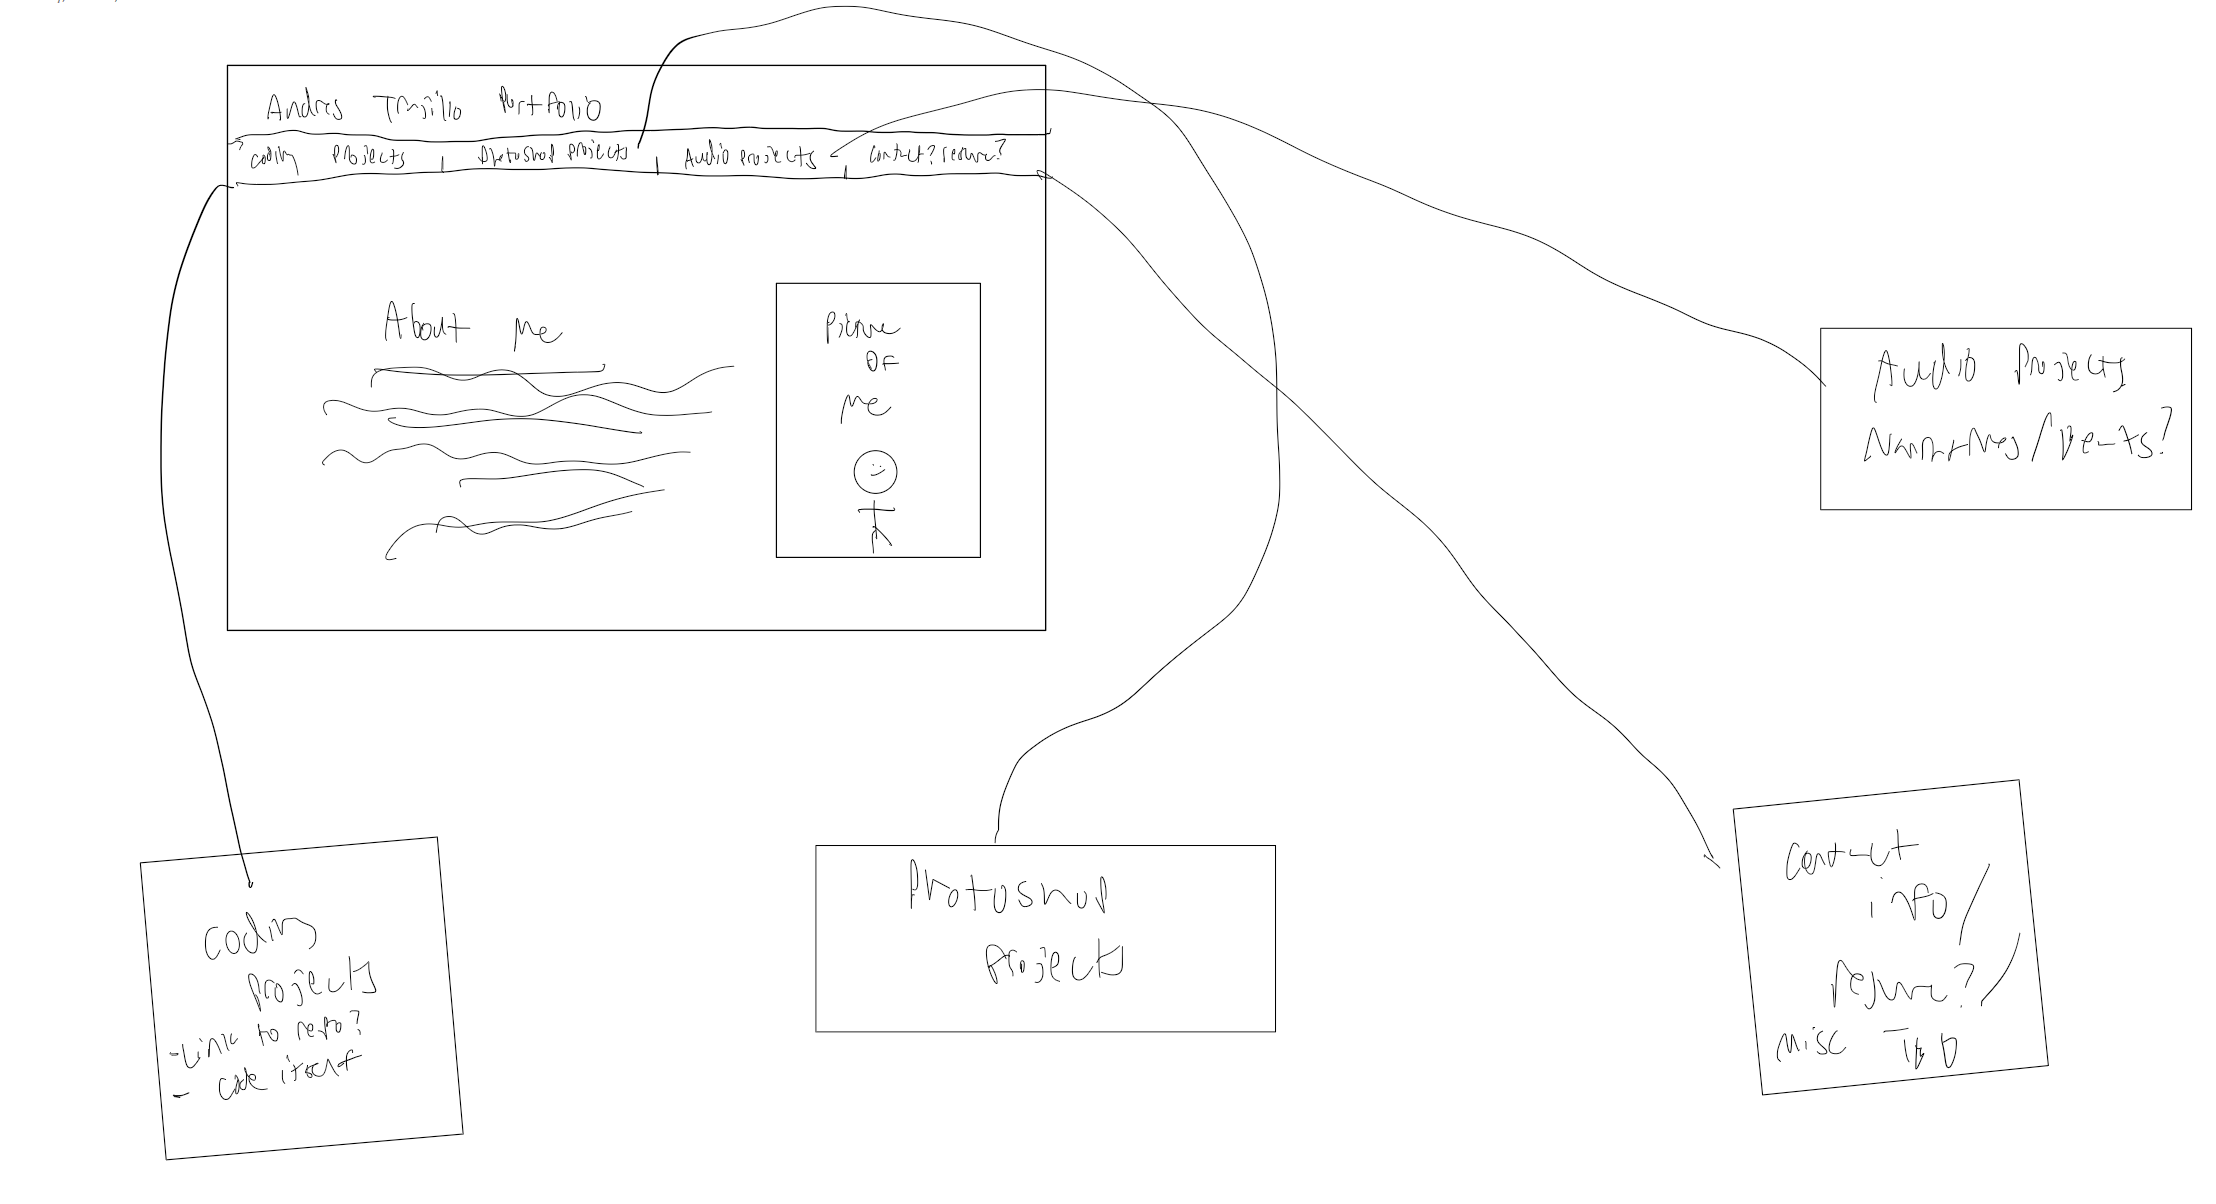 Andres Trujillo Portfolio
coding projects
photoshop projects
Audio projects
contact? resume?
About Me
Picture
OF
Me
Audio Projects
Narratives/Beats?
Coding
Projects
-Link to repo?
- code itself
Photoshop
Projects
Contact
info/
resume?/
misc TBD